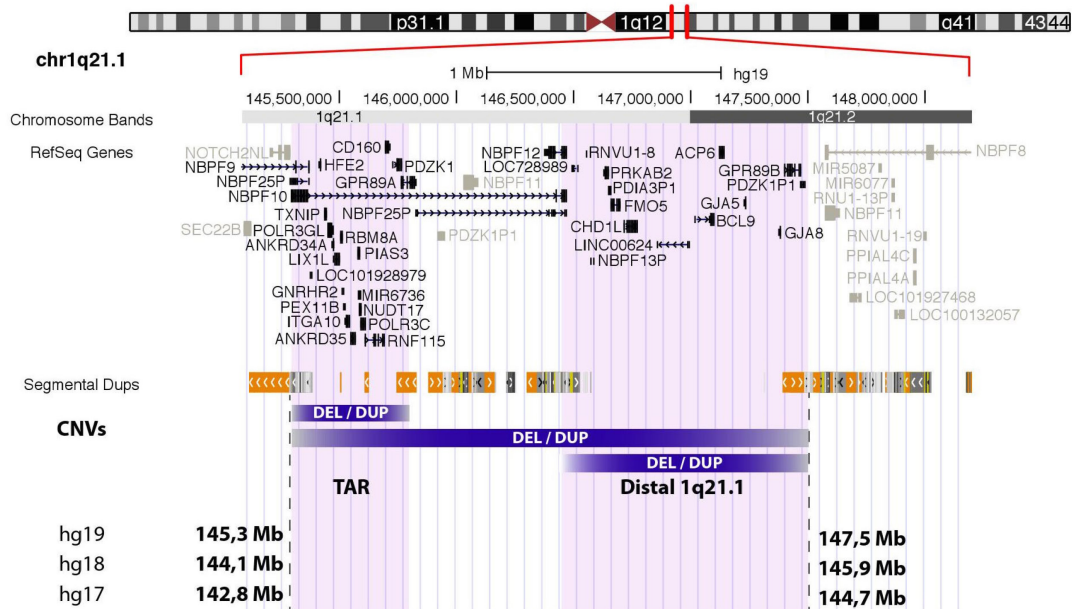 p31.1 1q12 q41 43 44
chr1q21.1
1 Mb hg19
145,500,000 146,000,000 146,500,000 147,000,000 147,500,000 148,000,000
Chromosome Bands 1q21.1 1q21.2
RefSeq Genes NOTCH2NL CD160 NBPF12 RNVU1-8 ACP6 NBPF8
NBPF9 HFE2 PDZK1 LOC728989 PRKAB2 GPR89B MIR5087
NBPF25P GPR89A NBPF11 PDIA3P1 PDZK1P1 MIR6077
NBPF10 FMO5 GJA5 RNU1-13P
TXNIP NBPF25P CHD1L BCL9 NBPF11
SEC22B POLR3GL RBM8A PDZK1P1 GJA8 RNVU1-19
ANKRD34A PIAS3 LINC00624 PPIAL4C
LIX1L NBPF13P
LOC101928979 PPIAL4A
GNRHR2 MIR6736 LOC101927468
PEX11B NUDT17 LOC100132057
ITGA10 POLR3C
ANKRD35 RNF115
Segmental Dups
CNVs DEL / DUP
DEL / DUP
DEL / DUP
TAR Distal 1q21.1
hg19 145,3 Mb 147,5 Mb
hg18 144,1 Mb 145,9 Mb
hg17 142,8 Mb 144,7 Mb